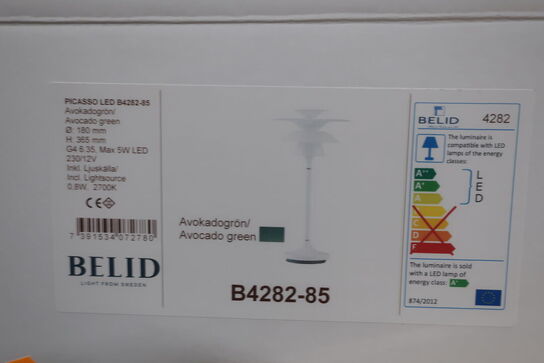 PICASSO LED B4282-85
Avokadogrön/
Avocado green
Ø: 180 mm
H: 365 mm
G4 6.35, Max 5W LED
230/12V
Inkl. Ljuskälla/
Incl. Lightsource
0,8W, 2700K
CE
7 391534 072780
BELID
LIGHT FROM SWEDEN
Avokadogrön/
Avocado green
B4282-85
BELID
4282
The luminaire is
compatible with LED
lamps of the energy
classes:
A++
A+
A
B
C
D
E
L
E
D
The luminaire is sold
with a LED lamp of
energy class: A+
874/2012